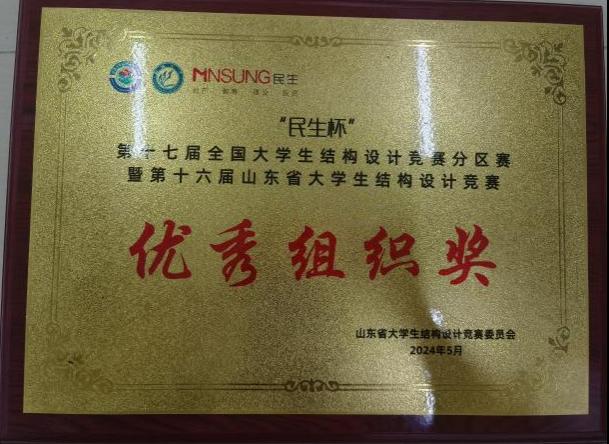 MNSUNG民生
"民生杯"
第十七届全国大学生结构设计竞赛分区赛
暨第十六届山东省大学生结构设计竞赛
优秀组织奖
山东省大学生结构设计竞赛委员会
2024年5月